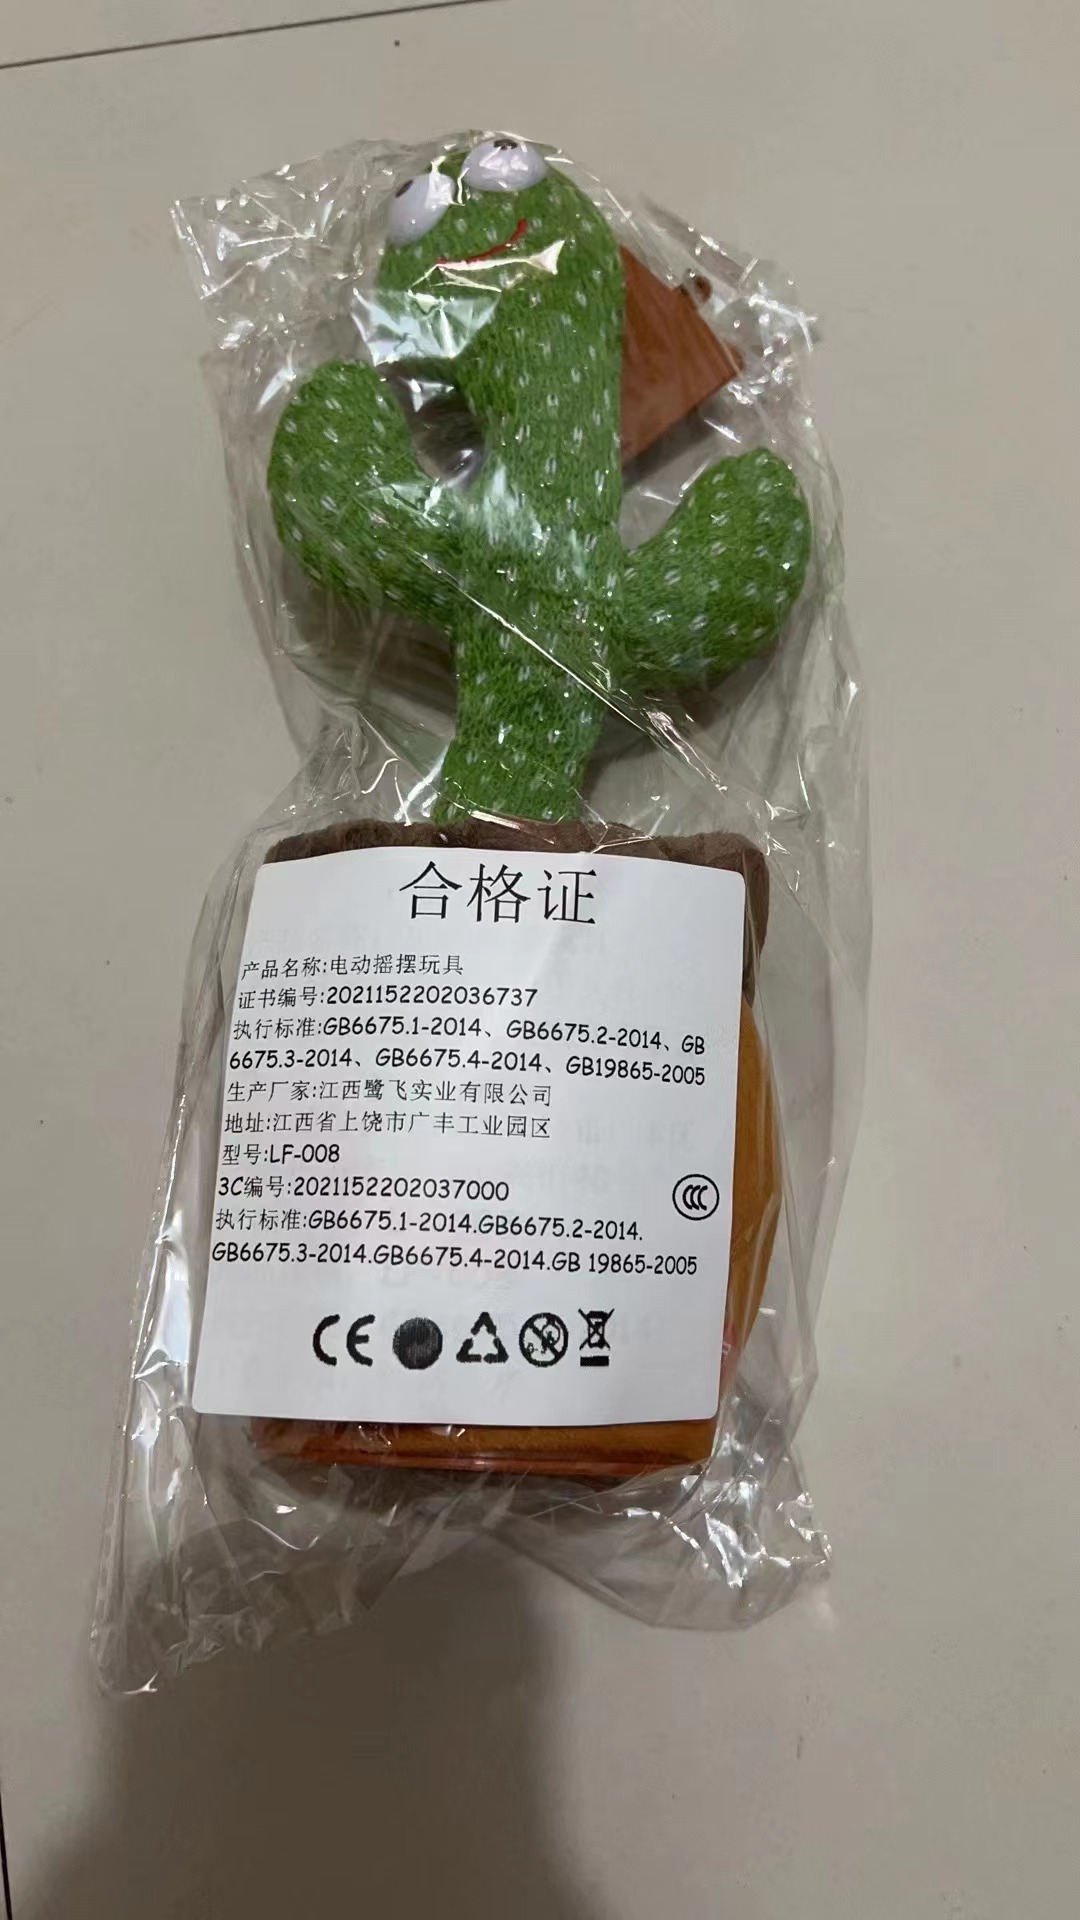 合格证
产品名称:电动摇摆玩具
证书编号:2021152202036737
执行标准:GB6675.1-2014、GB6675.2-2014、GB
6675.3-2014、GB6675.4-2014、GB19865-2005
生产厂家:江西鹭飞实业有限公司
地址:江西省上饶市广丰工业园区
型号:LF-008
3C编号:2021152202037000
CCC
执行标准:GB6675.1-2014.GB6675.2-2014.
GB6675.3-2014.GB6675.4-2014.GB 19865-2005
CE